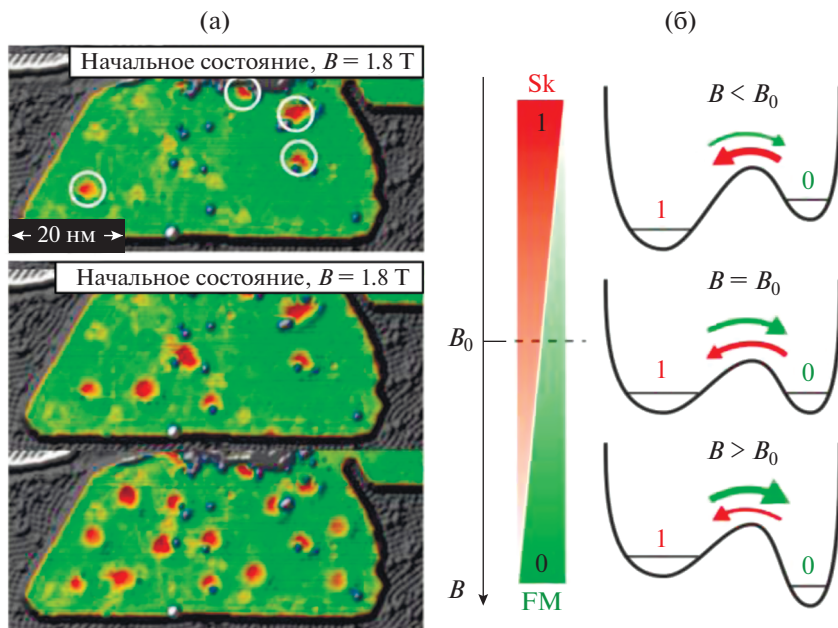 (а)
Начальное состояние, B = 1.8 Т
20 нм
Начальное состояние, B = 1.8 Т
(б)
Sk
1
B₀
0
B
FM
B < B₀
1
0
B = B₀
1
0
B > B₀
1
0